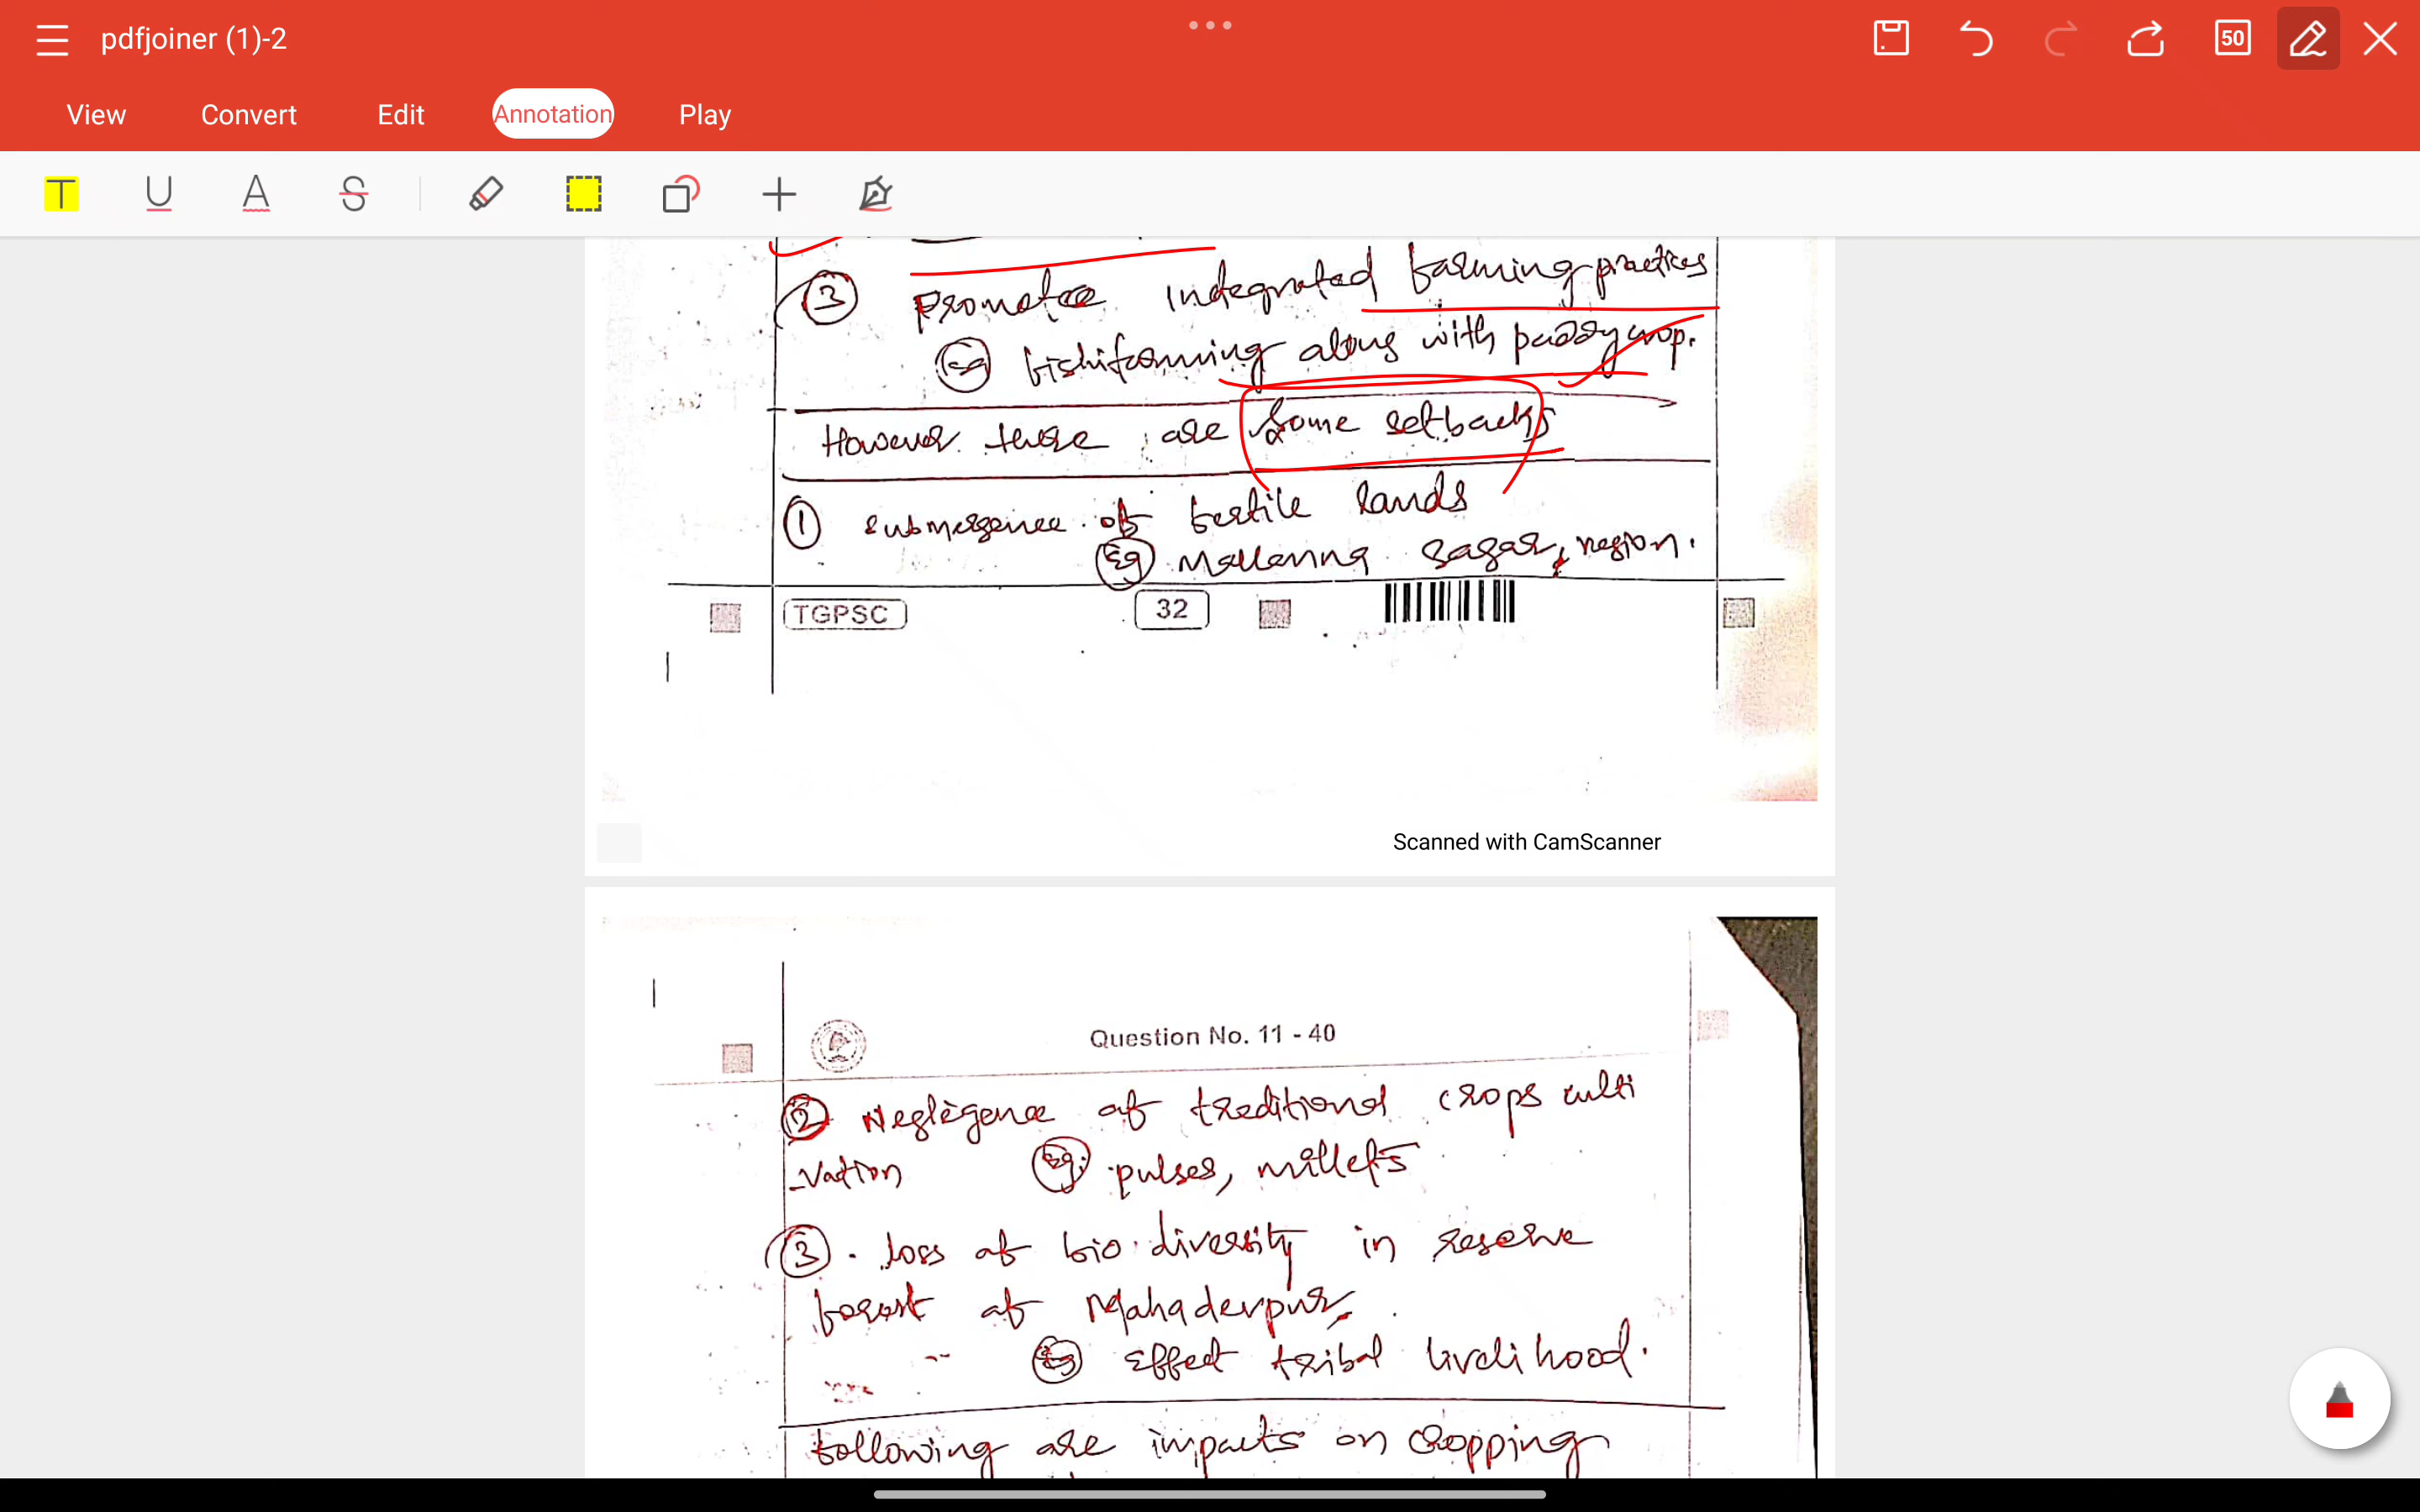 pdfjoiner (1)-2
50
View Convert Edit Annotation Play
T U A S
③ Promotes Indegrated farming practices
Eg fishifarming along with paddy crop.
However there are some setbacks
① submergence of fertile lands
Eg Mallanna sagar, region.
TGPSC 32
Scanned with CamScanner
Question No. 11 - 40
② Neglegence of traditional crops culti
-vation Eg: pulses, millets
③ . loss of bio.diversity in reserve
forest of Mahadevpur.
Eg Effect tribal livelihood.
following are impacts on Cropping